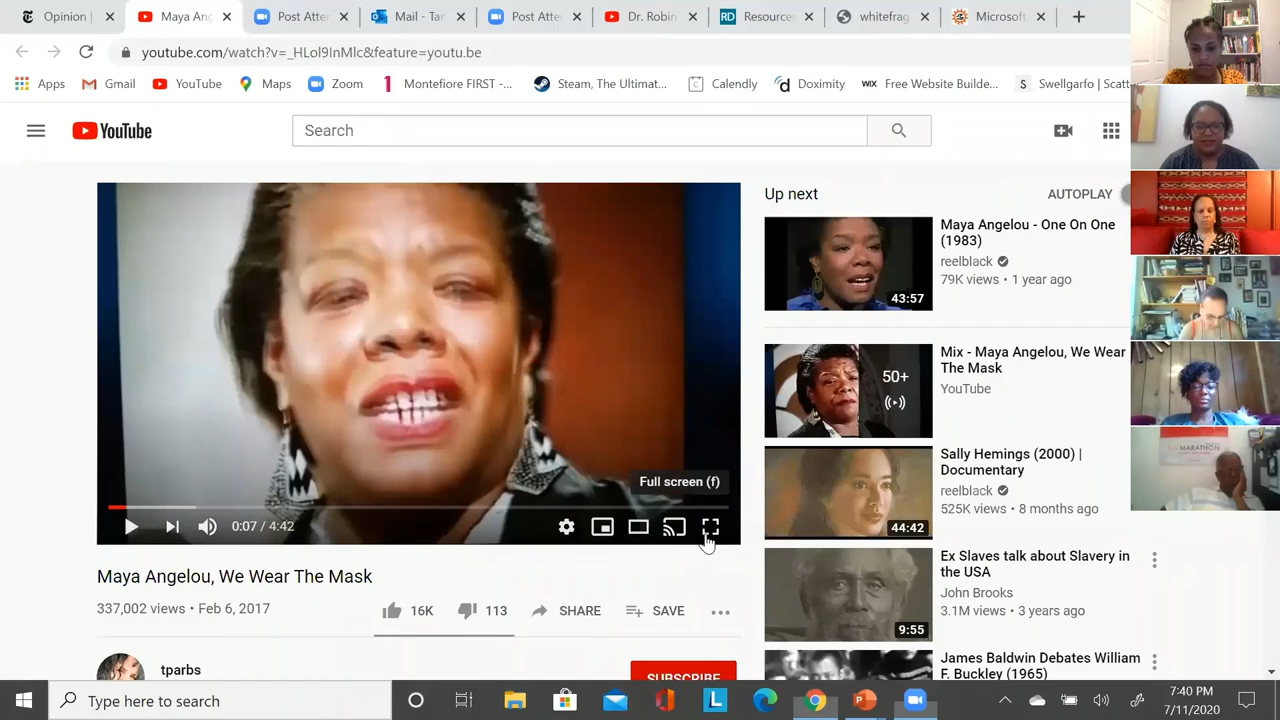 Opinion
Maya Ang
Post Atte
Mail - Tar
Post Atte
Dr. Robin
Resource
whitefrag
Microsof
youtube.com/watch?v=_HLol9InMlc&feature=youtu.be
Apps
Gmail
YouTube
Maps
Zoom
Mottefiore FIRST -...
Steam, The Ultimat...
Calendly
Doximity
WIX Free Website Builde...
Swellgarfo | Scatt
YouTube
Search
Up next
AUTOPLAY
Maya Angelou - One On One
(1983)
reelblack
79K views • 1 year ago
43:57
Mix - Maya Angelou, We Wear
The Mask
YouTube
50+
Sally Hemings (2000) |
Documentary
reelblack
525K views • 8 months ago
44:42
Ex Slaves talk about Slavery in
the USA
John Brooks
3.1M views • 3 years ago
9:55
James Baldwin Debates William
F. Buckley (1965)
Full screen (f)
0:07 / 4:42
Maya Angelou, We Wear The Mask
337,002 views • Feb 6, 2017
16K
113
SHARE
SAVE
tparbs
SUBSCRIBE
MARATHON
Type here to search
7:40 PM
7/11/2020